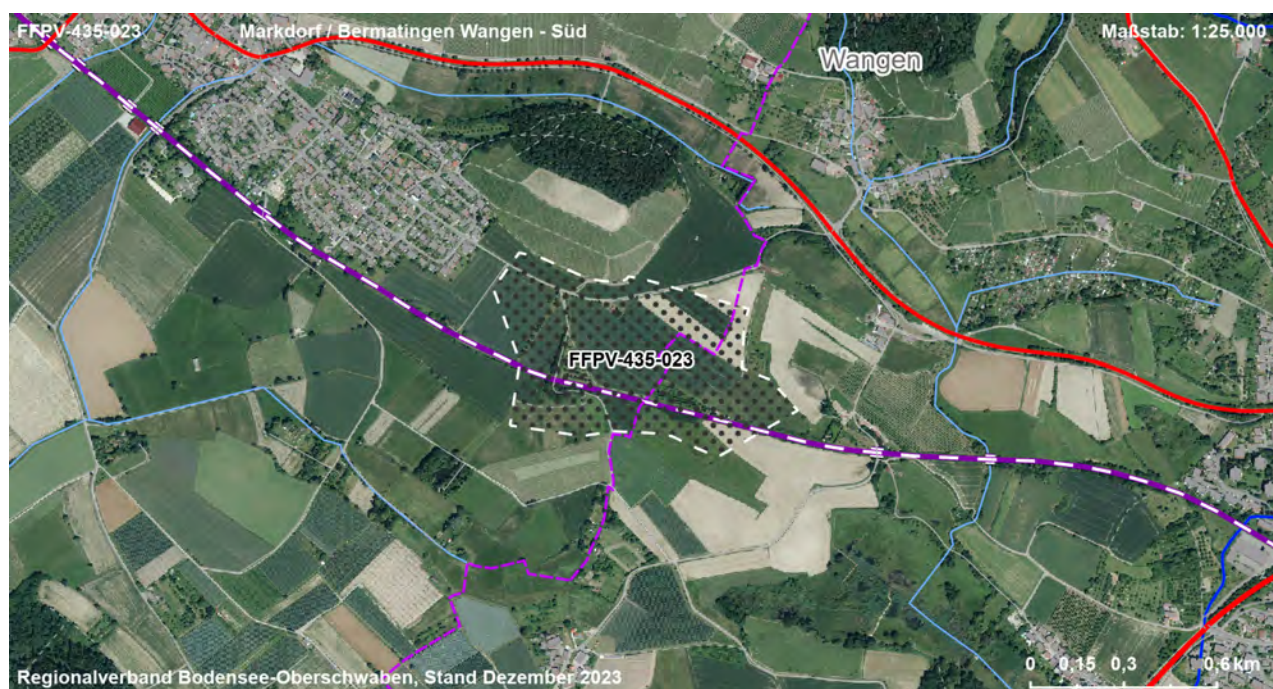 FFPV-435-023 Markdorf / Bermatingen Wangen - Süd Maßstab: 1:25.000
Wangen
FFPV-435-023
0 0,15 0,3 0,6 km
Regionalverband Bodensee-Oberschwaben, Stand Dezember 2023